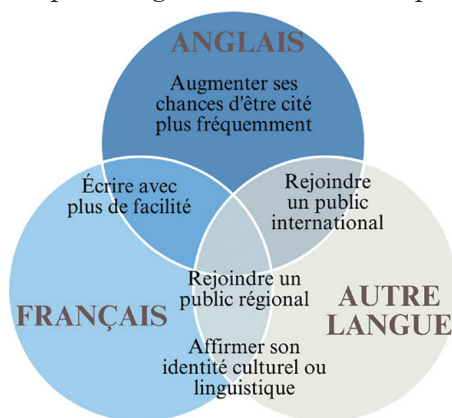 ANGLAIS
Augmenter ses
chances d'être cité
plus fréquemment
Écrire avec
plus de facilité
Rejoindre
un public
international
FRANÇAIS
Rejoindre un
public régional
AUTRE
LANGUE
Affirmer son
identité culturel ou
linguistique